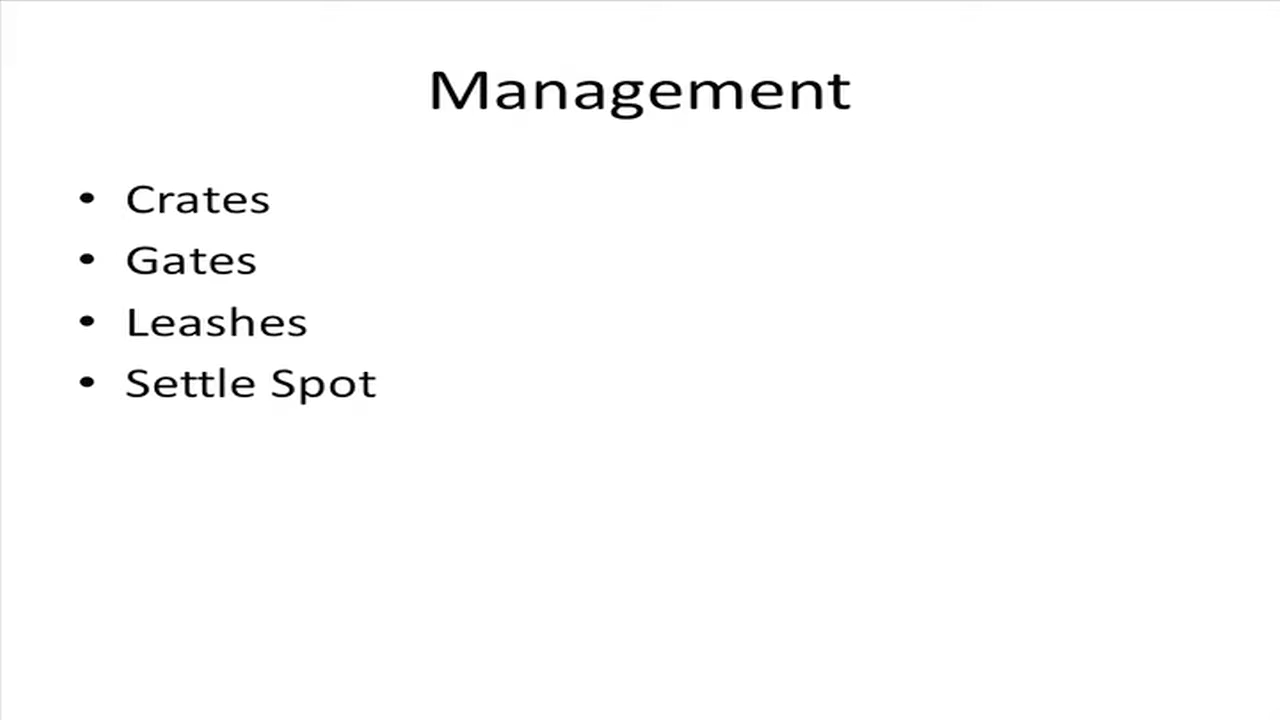 Management
• Crates
• Gates
• Leashes
• Settle Spot